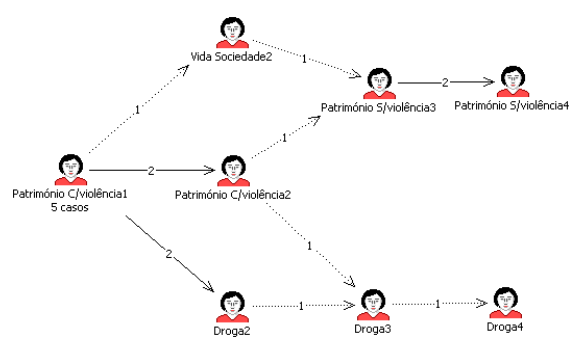 Vida Sociedade2
1
Património S/violência3
2
Património S/violência4
1
1
Património C/violência1
5 casos
2
Património C/violência2
2
1
Droga2
1
Droga3
1
Droga4